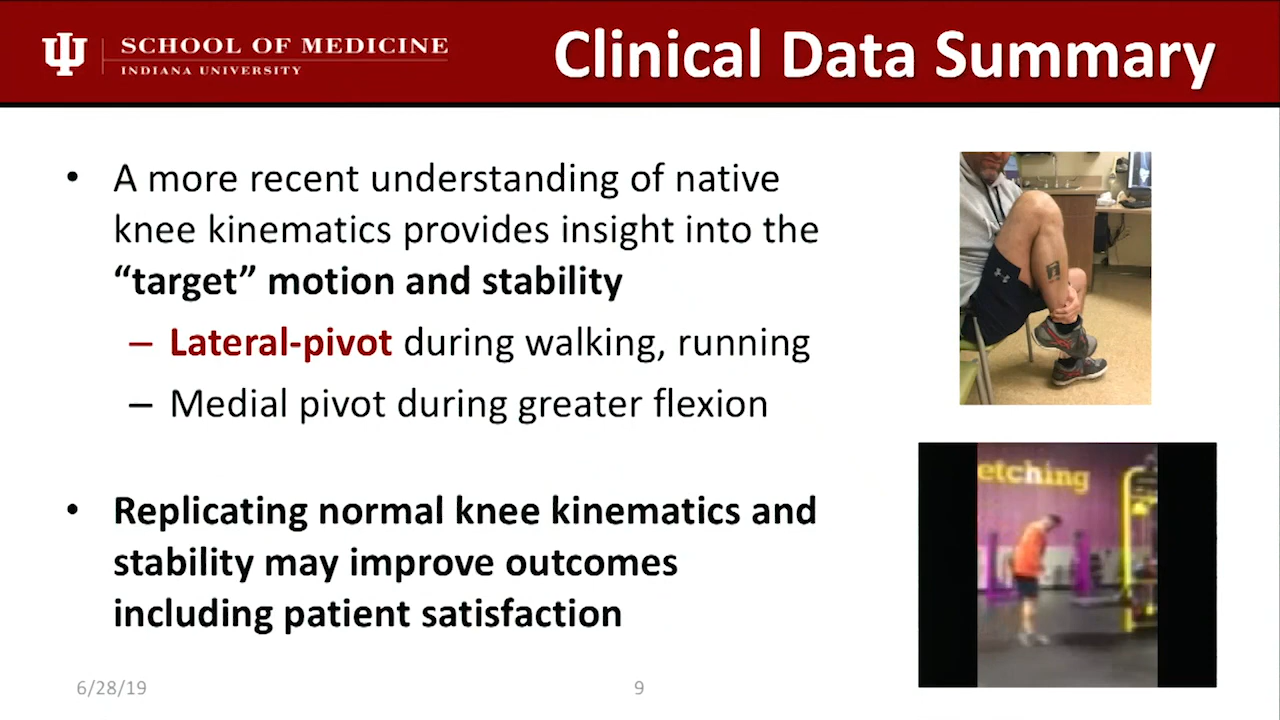 SCHOOL OF MEDICINE
INDIANA UNIVERSITY
Clinical Data Summary
• A more recent understanding of native
knee kinematics provides insight into the
“target” motion and stability
– Lateral-pivot during walking, running
– Medial pivot during greater flexion
• Replicating normal knee kinematics and
stability may improve outcomes
including patient satisfaction
etching
6/28/19
9